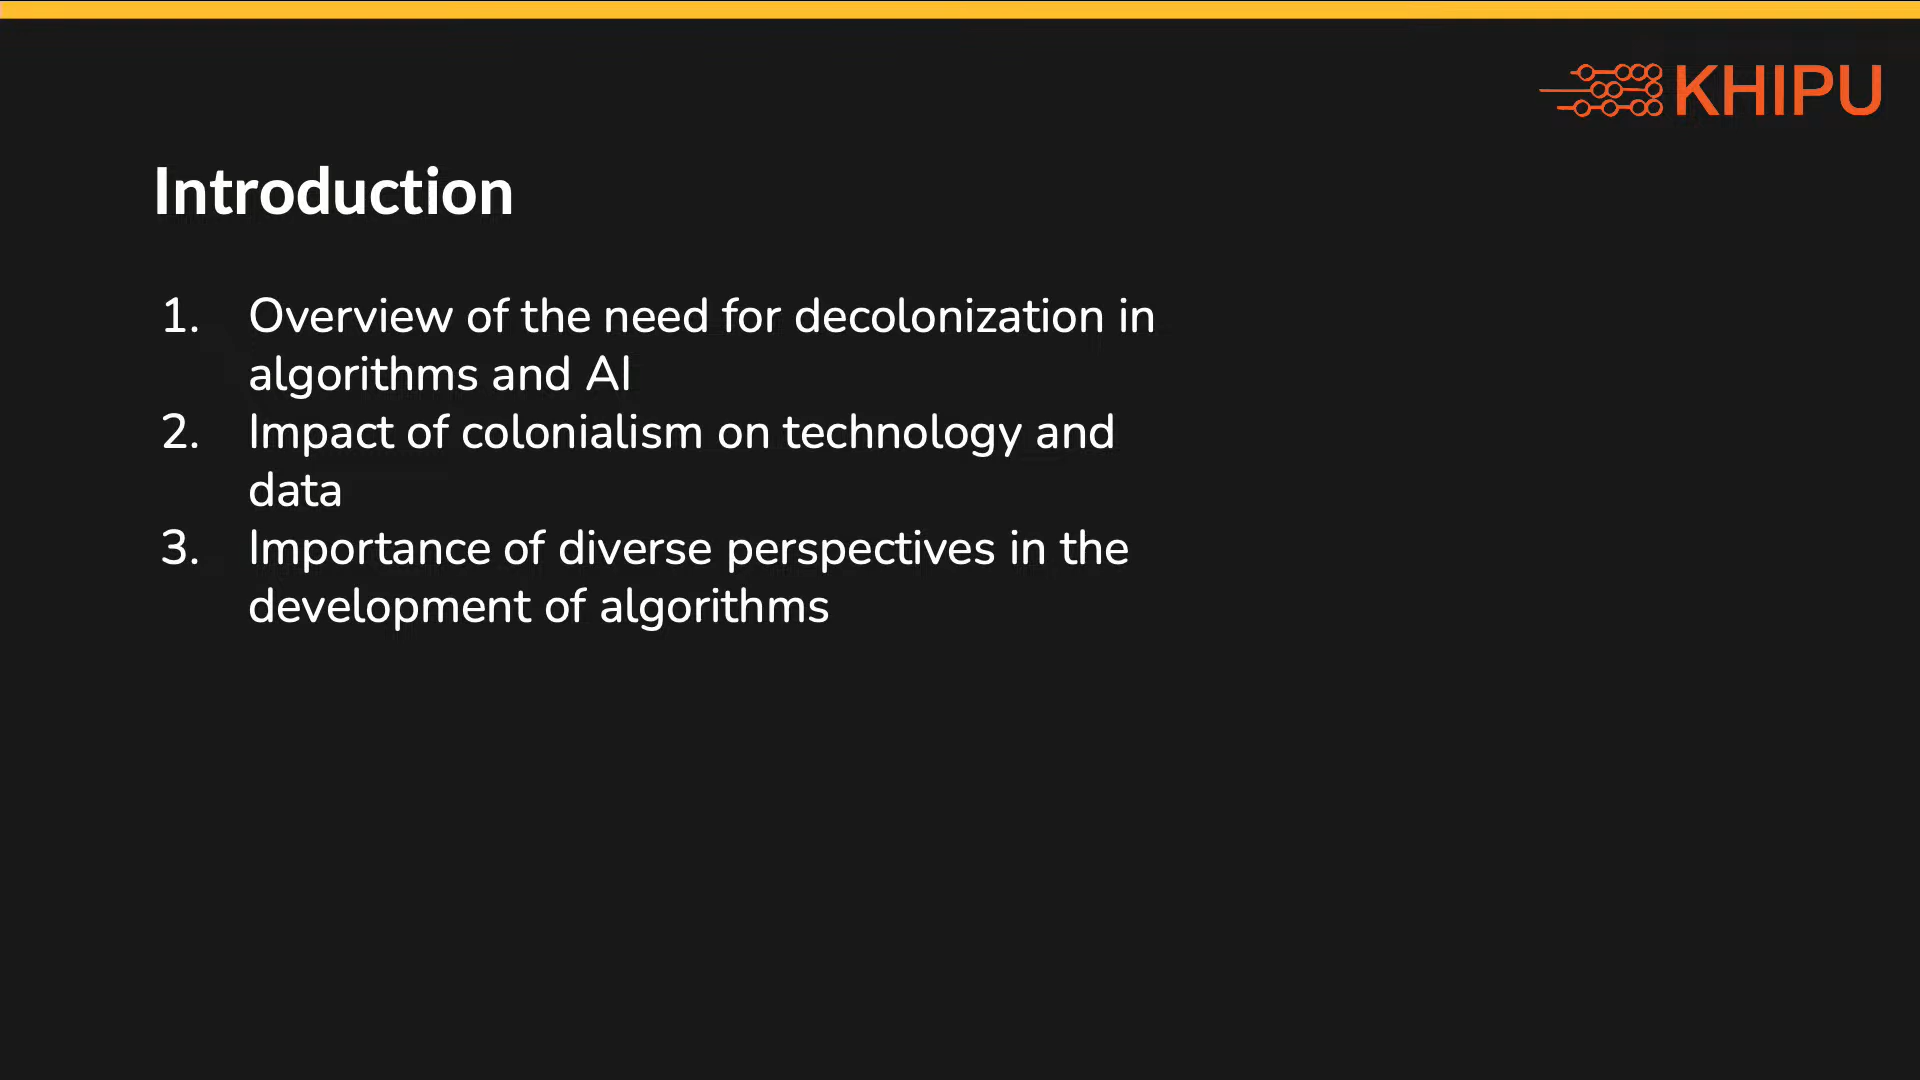 KHIPU
Introduction
1. Overview of the need for decolonization in
algorithms and AI
2. Impact of colonialism on technology and
data
3. Importance of diverse perspectives in the
development of algorithms